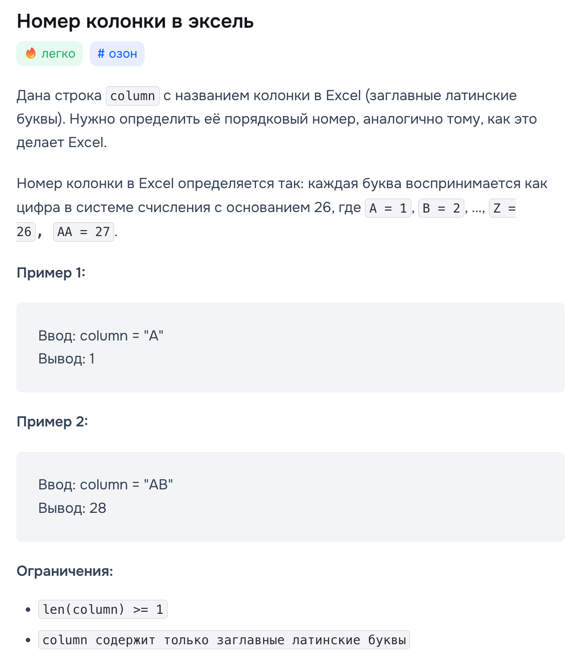 Номер колонки в эксель
легко # озон
Дана строка column с названием колонки в Excel (заглавные латинские
буквы). Нужно определить её порядковый номер, аналогично тому, как это
делает Excel.
Номер колонки в Excel определяется так: каждая буква воспринимается как
цифра в системе счисления с основанием 26, где A = 1, B = 2, ..., Z =
26, AA = 27.
Пример 1:
Ввод: column = "A"
Вывод: 1
Пример 2:
Ввод: column = "AB"
Вывод: 28
Ограничения:
• len(column) >= 1
• column содержит только заглавные латинские буквы